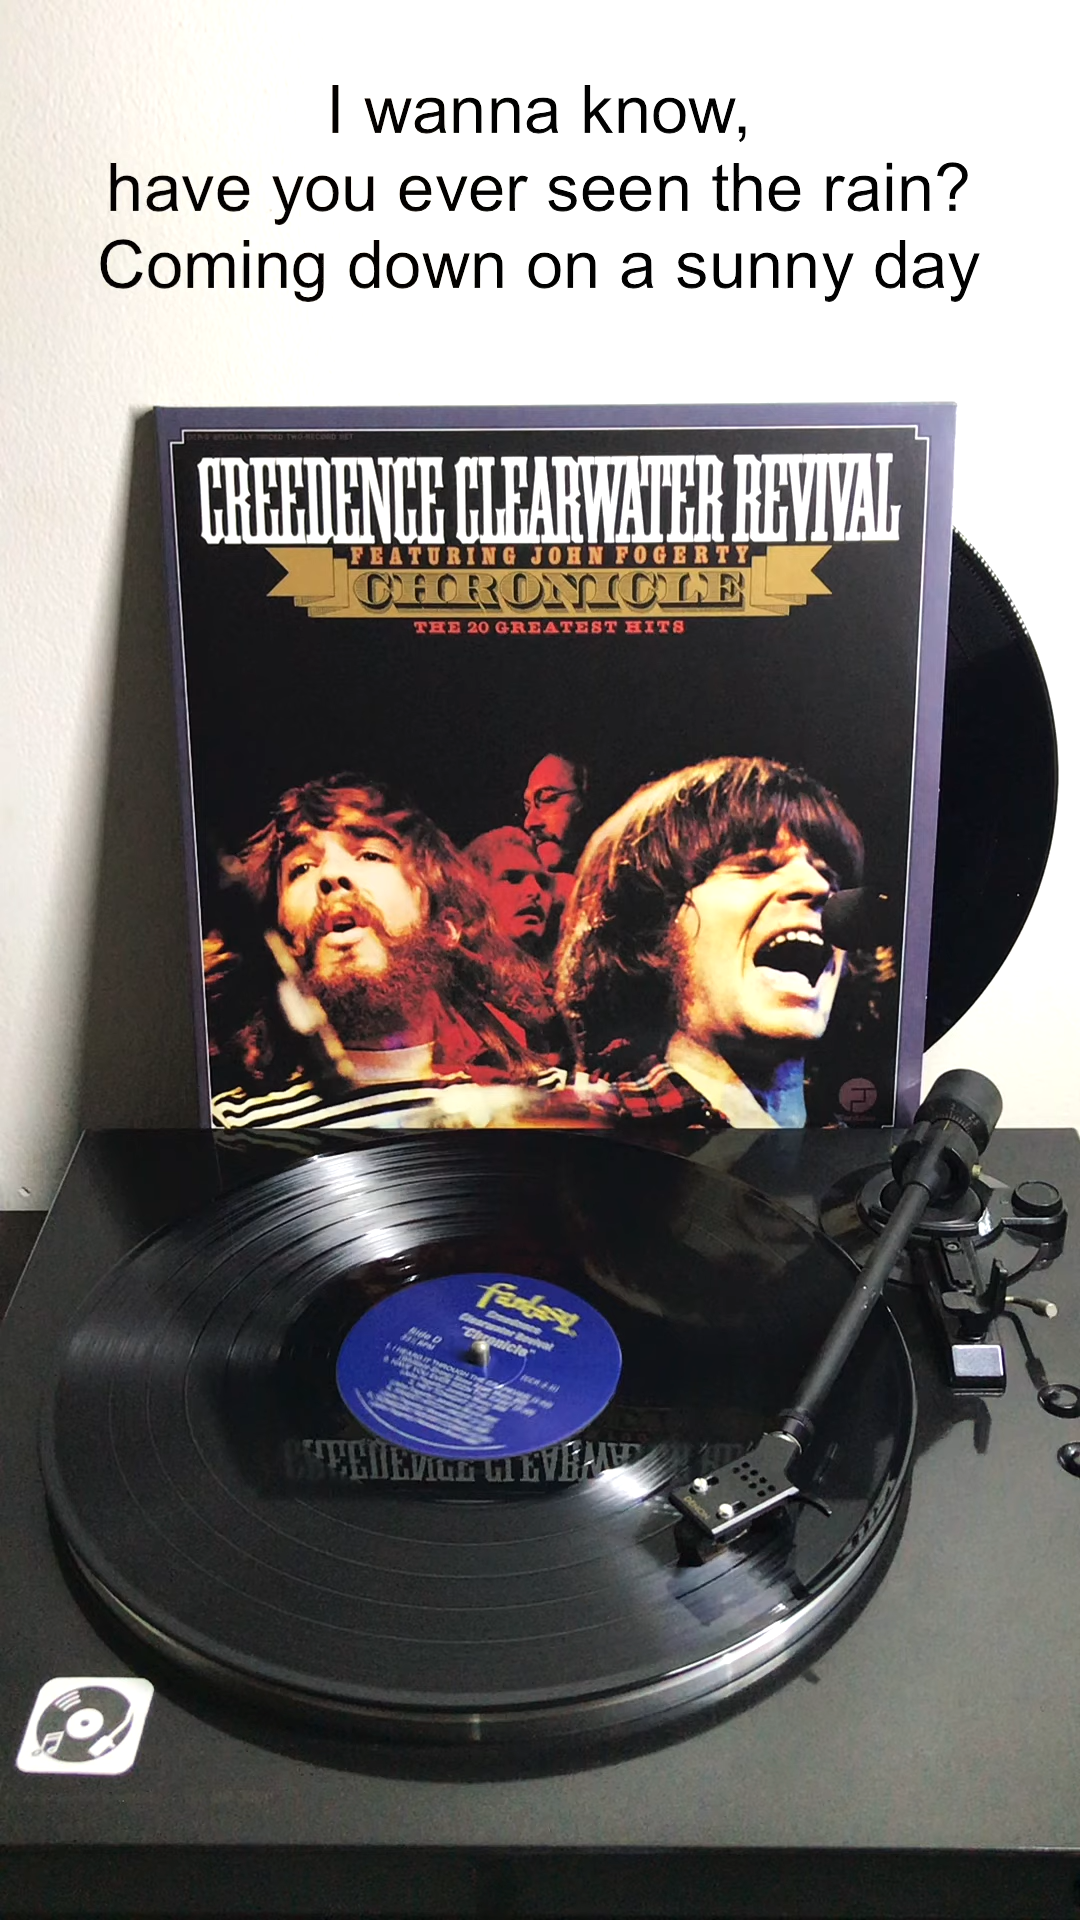 I wanna know,
have you ever seen the rain?
Coming down on a sunny day
CREEDENCE CLEARWATER REVIVAL
FEATURING JOHN FOGERTY
CHRONICLE
THE 20 GREATEST HITS
fantasy
Creedence
Clearwater Revival
"Chronicle"
Side D
DENON